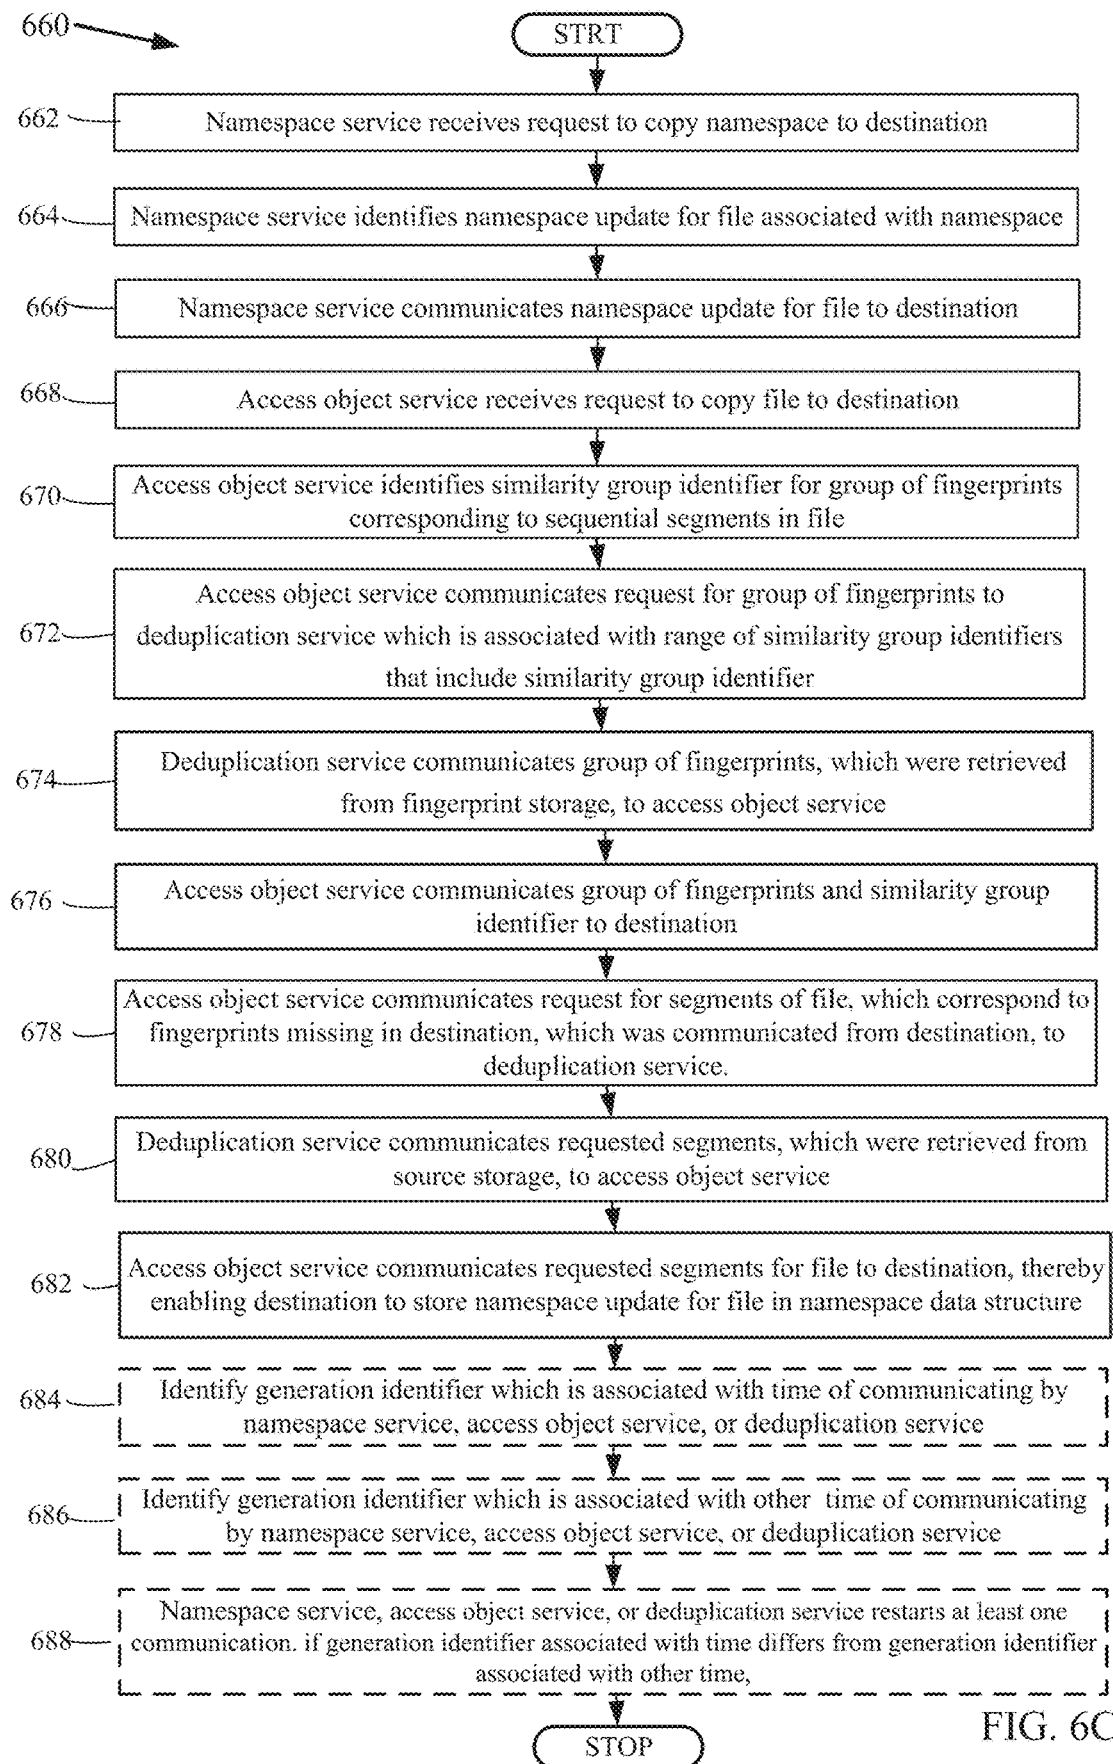 660
STRT
662
Namespace service receives request to copy namespace to destination
664
Namespace service identifies namespace update for file associated with namespace
666
Namespace service communicates namespace update for file to destination
668
Access object service receives request to copy file to destination
670
Access object service identifies similarity group identifier for group of fingerprints
corresponding to sequential segments in file
672
Access object service communicates request for group of fingerprints to
deduplication service which is associated with range of similarity group identifiers
that include similarity group identifier
674
Deduplication service communicates group of fingerprints, which were retrieved
from fingerprint storage, to access object service
676
Access object service communicates group of fingerprints and similarity group
identifier to destination
678
Access object service communicates request for segments of file, which correspond to
fingerprints missing in destination, which was communicated from destination, to
deduplication service.
680
Deduplication service communicates requested segments, which were retrieved from
source storage, to access object service
682
Access object service communicates requested segments for file to destination, thereby
enabling destination to store namespace update for file in namespace data structure
684
Identify generation identifier which is associated with time of communicating by
namespace service, access object service, or deduplication service
686
Identify generation identifier which is associated with other time of communicating
by namespace service, access object service, or deduplication service
688
Namespace service, access object service, or deduplication service restarts at least one
communication. if generation identifier associated with time differs from generation identifier
associated with other time,
STOP
FIG. 6C